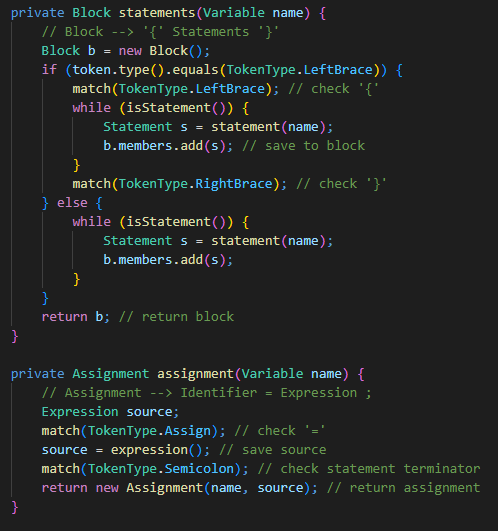 private Block statements(Variable name) {
    // Block --> '{' Statements '}'
    Block b = new Block();
    if (token.type().equals(TokenType.LeftBrace)) {
        match(TokenType.LeftBrace); // check '{'
        while (isStatement()) {
            Statement s = statement(name);
            b.members.add(s); // save to block
        }
        match(TokenType.RightBrace); // check '}'
    } else {
        while (isStatement()) {
            Statement s = statement(name);
            b.members.add(s);
        }
    }
    return b; // return block
}

private Assignment assignment(Variable name) {
    // Assignment --> Identifier = Expression ;
    Expression source;
    match(TokenType.Assign); // check '='
    source = expression(); // save source
    match(TokenType.Semicolon); // check statement terminator
    return new Assignment(name, source); // return assignment
}